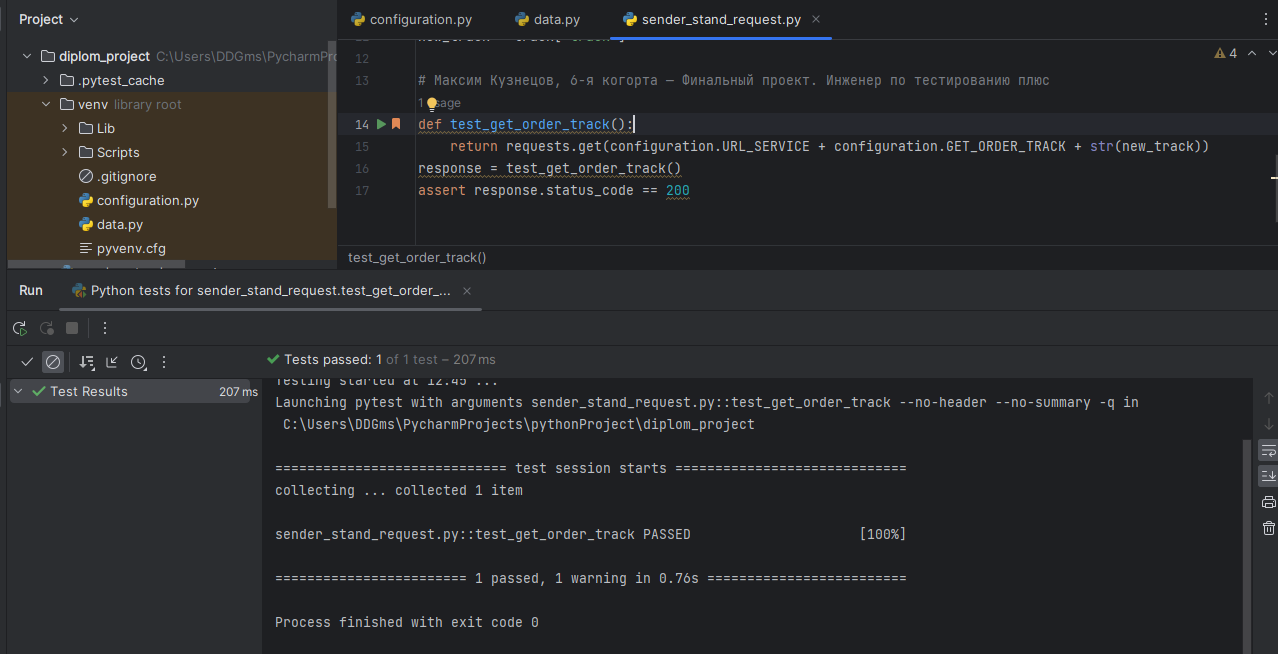 Project
configuration.py
data.py
sender_stand_request.py
diplom_project C:\Users\DDGms\PycharmPro
.pytest_cache
venv library root
Lib
Scripts
.gitignore
configuration.py
data.py
pyvenv.cfg
4
12
13 # Максим Кузнецов, 6-я когорта — Финальный проект. Инженер по тестированию плюс
14 def test_get_order_track():
15 return requests.get(configuration.URL_SERVICE + configuration.GET_ORDER_TRACK + str(new_track))
16 response = test_get_order_track()
17 assert response.status_code == 200
test_get_order_track()
Run
Python tests for sender_stand_request.test_get_order_...
Tests passed: 1 of 1 test – 207 ms
Test Results 207 ms
Testing started at 12:45 ...
Launching pytest with arguments sender_stand_request.py::test_get_order_track --no-header --no-summary -q in
C:\Users\DDGms\PycharmProjects\pythonProject\diplom_project
============================= test session starts =============================
collecting ... collected 1 item
sender_stand_request.py::test_get_order_track PASSED [100%]
======================== 1 passed, 1 warning in 0.76s =========================
Process finished with exit code 0